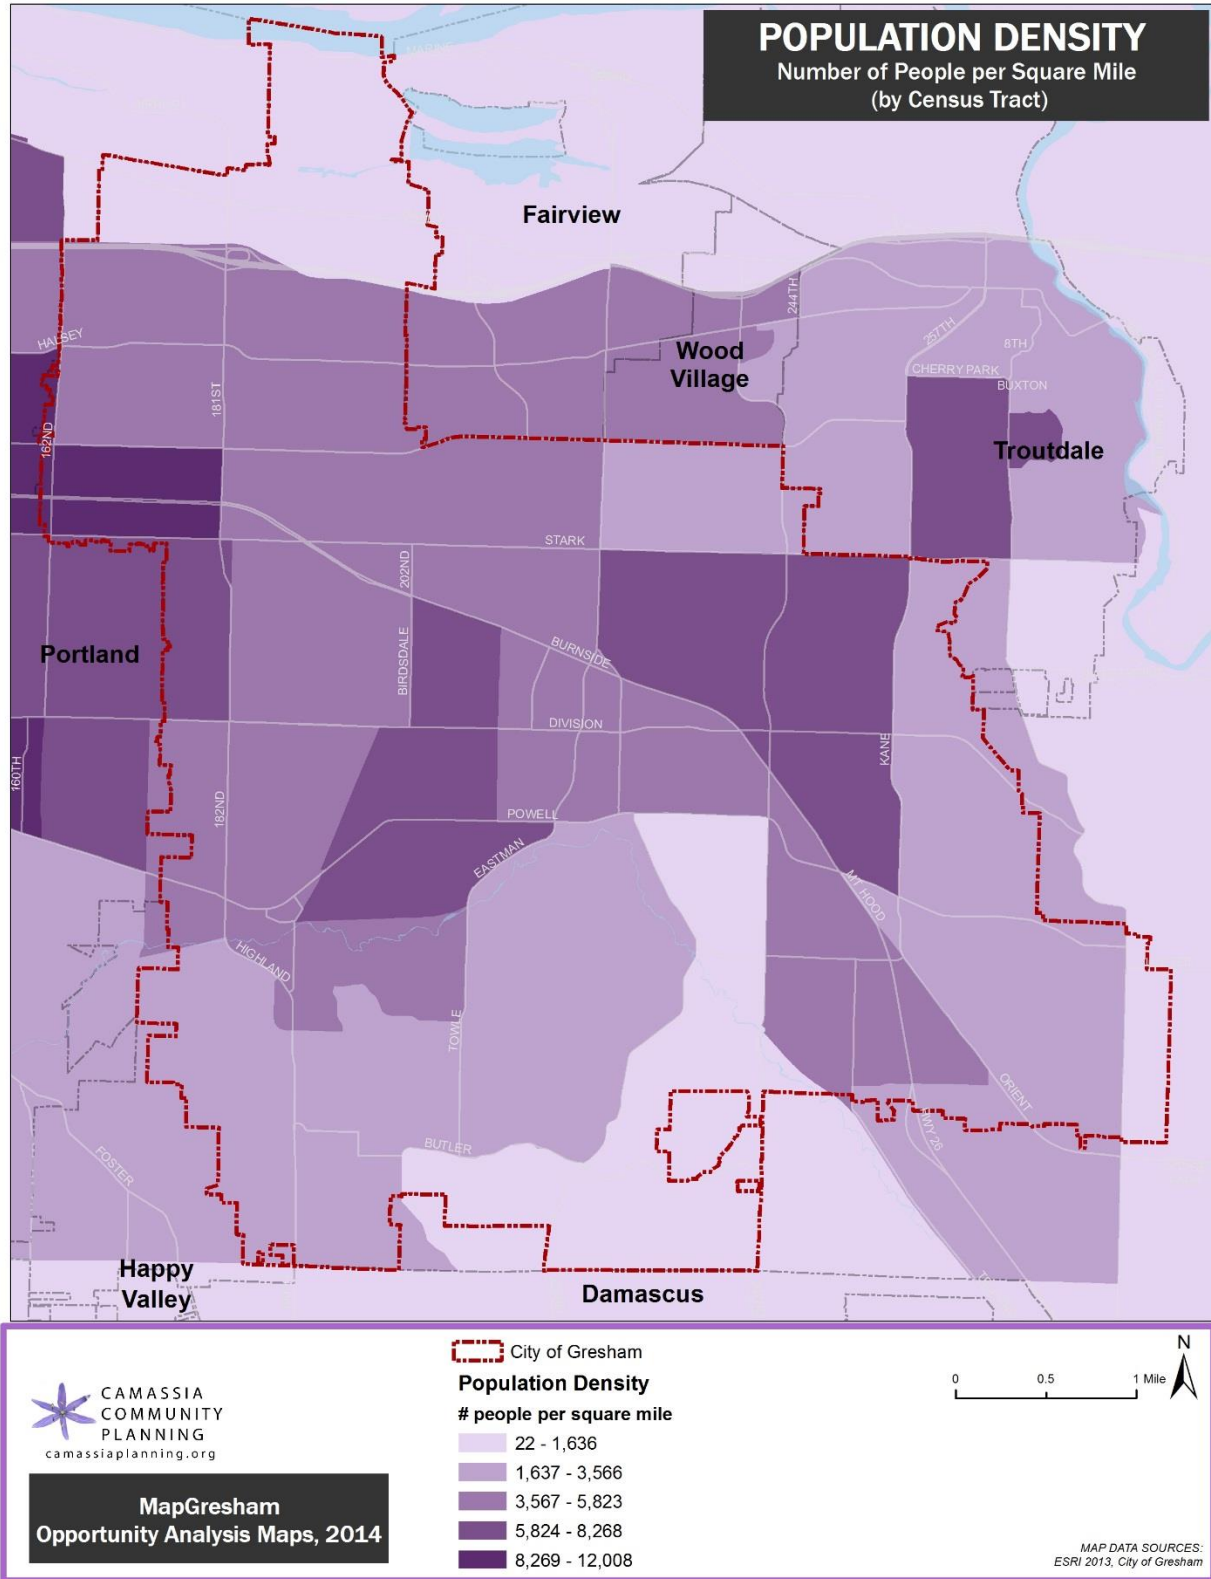 POPULATION DENSITY
Number of People per Square Mile
(by Census Tract)
Fairview
244TH
257TH
HALSEY
8TH
Wood
Village
CHERRY PARK
BUXTON
181ST
162ND
Troutdale
STARK
202ND
BURNSIDE
Portland
BIRDSDALE
DIVISION
KANE
160TH
182ND
POWELL
EASTMAN
MT HOOD
HIGHLAND
TOWLE
ORIENT
HWY 26
BUTLER
FOSTER
Happy
Valley
Damascus
City of Gresham
Population Density
# people per square mile
22 - 1,636
1,637 - 3,566
3,567 - 5,823
5,824 - 8,268
8,269 - 12,008
0 0.5 1 Mile
N
CAMASSIA
COMMUNITY
PLANNING
camassiaplanning.org
MapGresham
Opportunity Analysis Maps, 2014
MAP DATA SOURCES:
ESRI 2013, City of Gresham